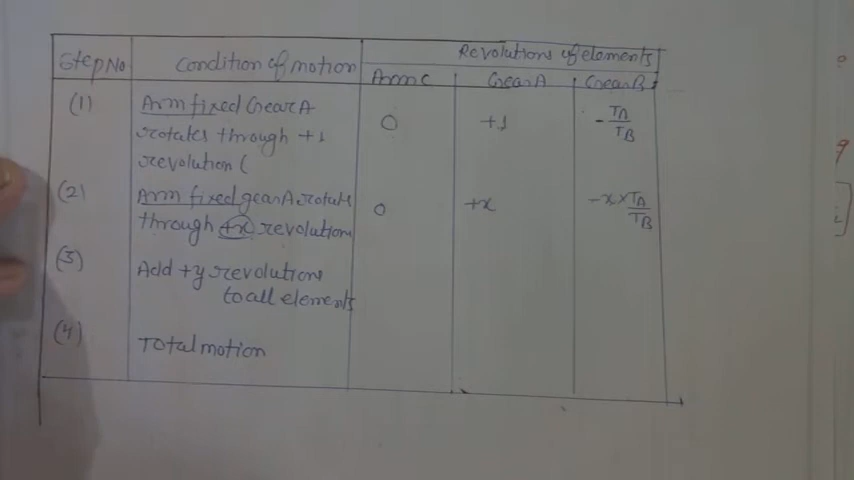 Step No Condition of motion Revolutions of elements
Arm C Gear A Gear B
(1) Arm fixed Gear A 0 +1 - TA/TB
rotates through +1
revolution (
(2) Arm fixed gear A rotate 0 +x -x × TA/TB
through +x revolution
(3) Add +y revolutions
to all elements
(4) Total motion